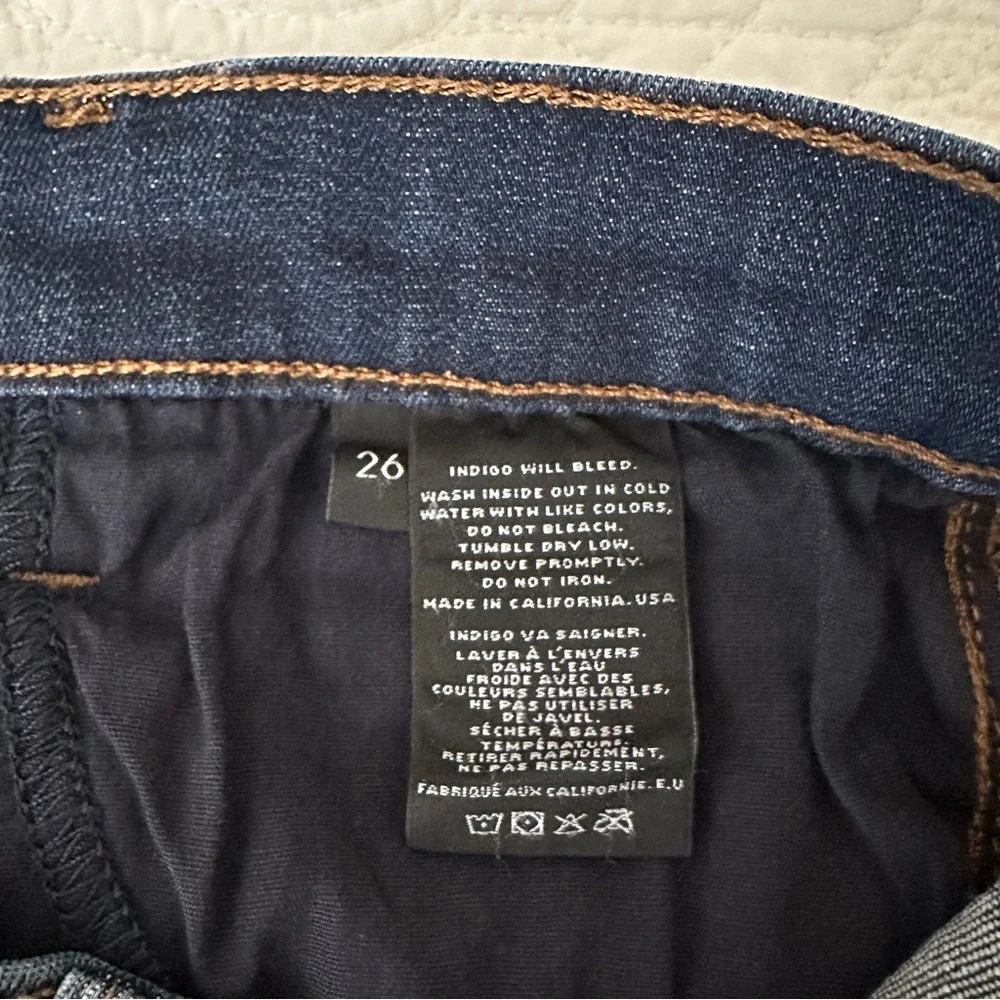 26
INDIGO WILL BLEED.
WASH INSIDE OUT IN COLD
WATER WITH LIKE COLORS,
DO NOT BLEACH.
TUMBLE DRY LOW.
REMOVE PROMPTLY.
DO NOT IRON.
MADE IN CALIFORNIA. USA
INDIGO VA SAIGNER.
LAVER À L'ENVERS
DANS L'EAU
FROIDE AVEC DES
COULEURS SEMBLABLES,
NE PAS UTILISER
DE JAVEL.
SÉCHER À BASSE
TEMPÉRATURE.
RETIRER RAPIDEMENT,
NE PAS REPASSER.
FABRIQUÉ AUX CALIFORNIE. E.U